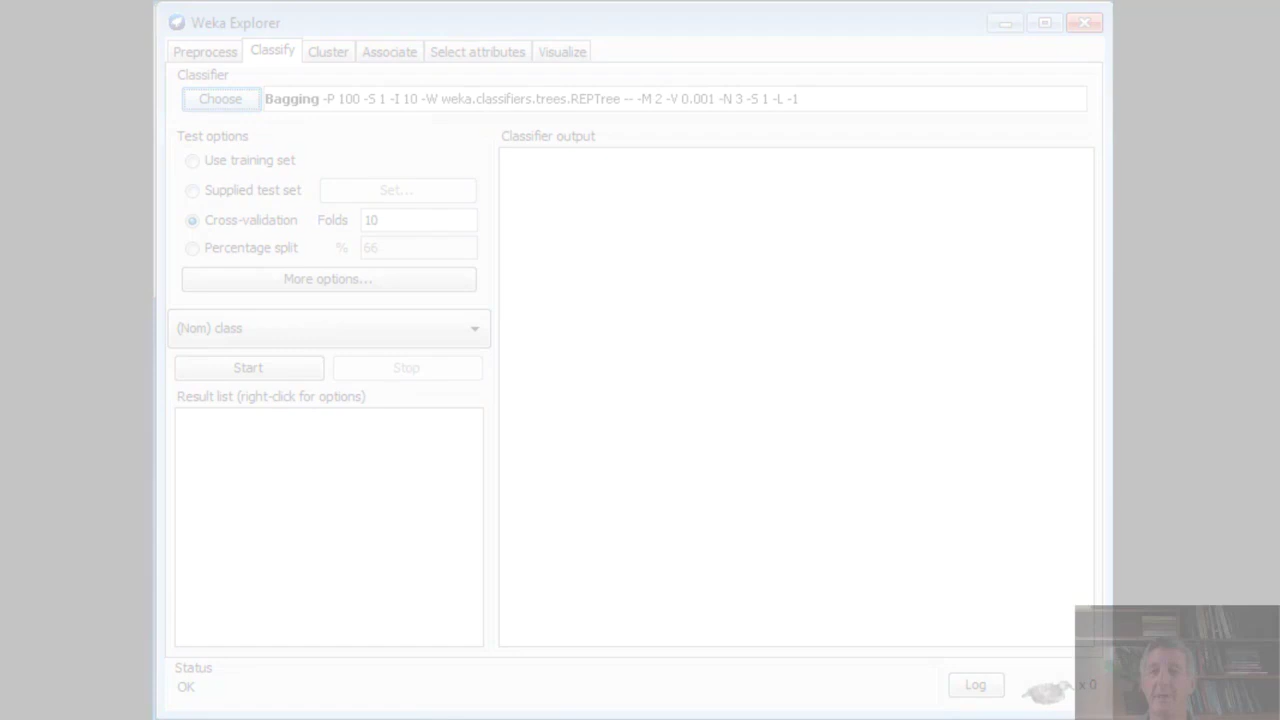 Weka Explorer
Preprocess Classify Cluster Associate Select attributes Visualize
Classifier
Choose Bagging -P 100 -S 1 -I 10 -W weka.classifiers.trees.REPTree -- -M 2 -V 0.001 -N 3 -S 1 -L -1
Test options
Use training set
Supplied test set Set...
Cross-validation Folds 10
Percentage split % 66
More options...
(Nom) class
Start Stop
Result list (right-click for options)
Classifier output
Status
OK
Log x 0